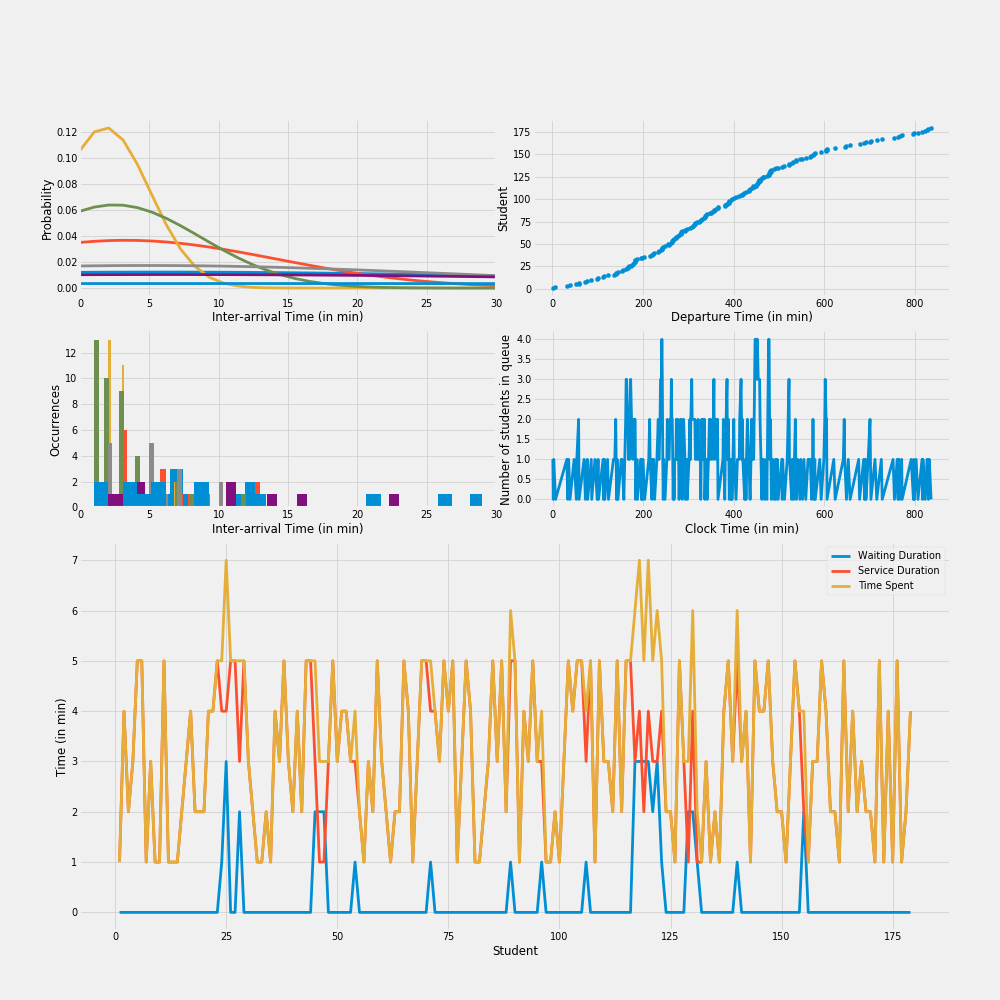 0.12
0.10
0.08
0.06
0.04
0.02
0.00
Probability
0 5 10 15 20 25 30
Inter-arrival Time (in min)
175
150
125
100
75
50
25
0
Student
0 200 400 600 800
Departure Time (in min)
12
10
8
6
4
2
0
Occurrences
0 5 10 15 20 25 30
Inter-arrival Time (in min)
4.0
3.5
3.0
2.5
2.0
1.5
1.0
0.5
0.0
Number of students in queue
0 200 400 600 800
Clock Time (in min)
7
6
5
4
3
2
1
0
Time (in min)
Waiting Duration
Service Duration
Time Spent
0 25 50 75 100 125 150 175
Student